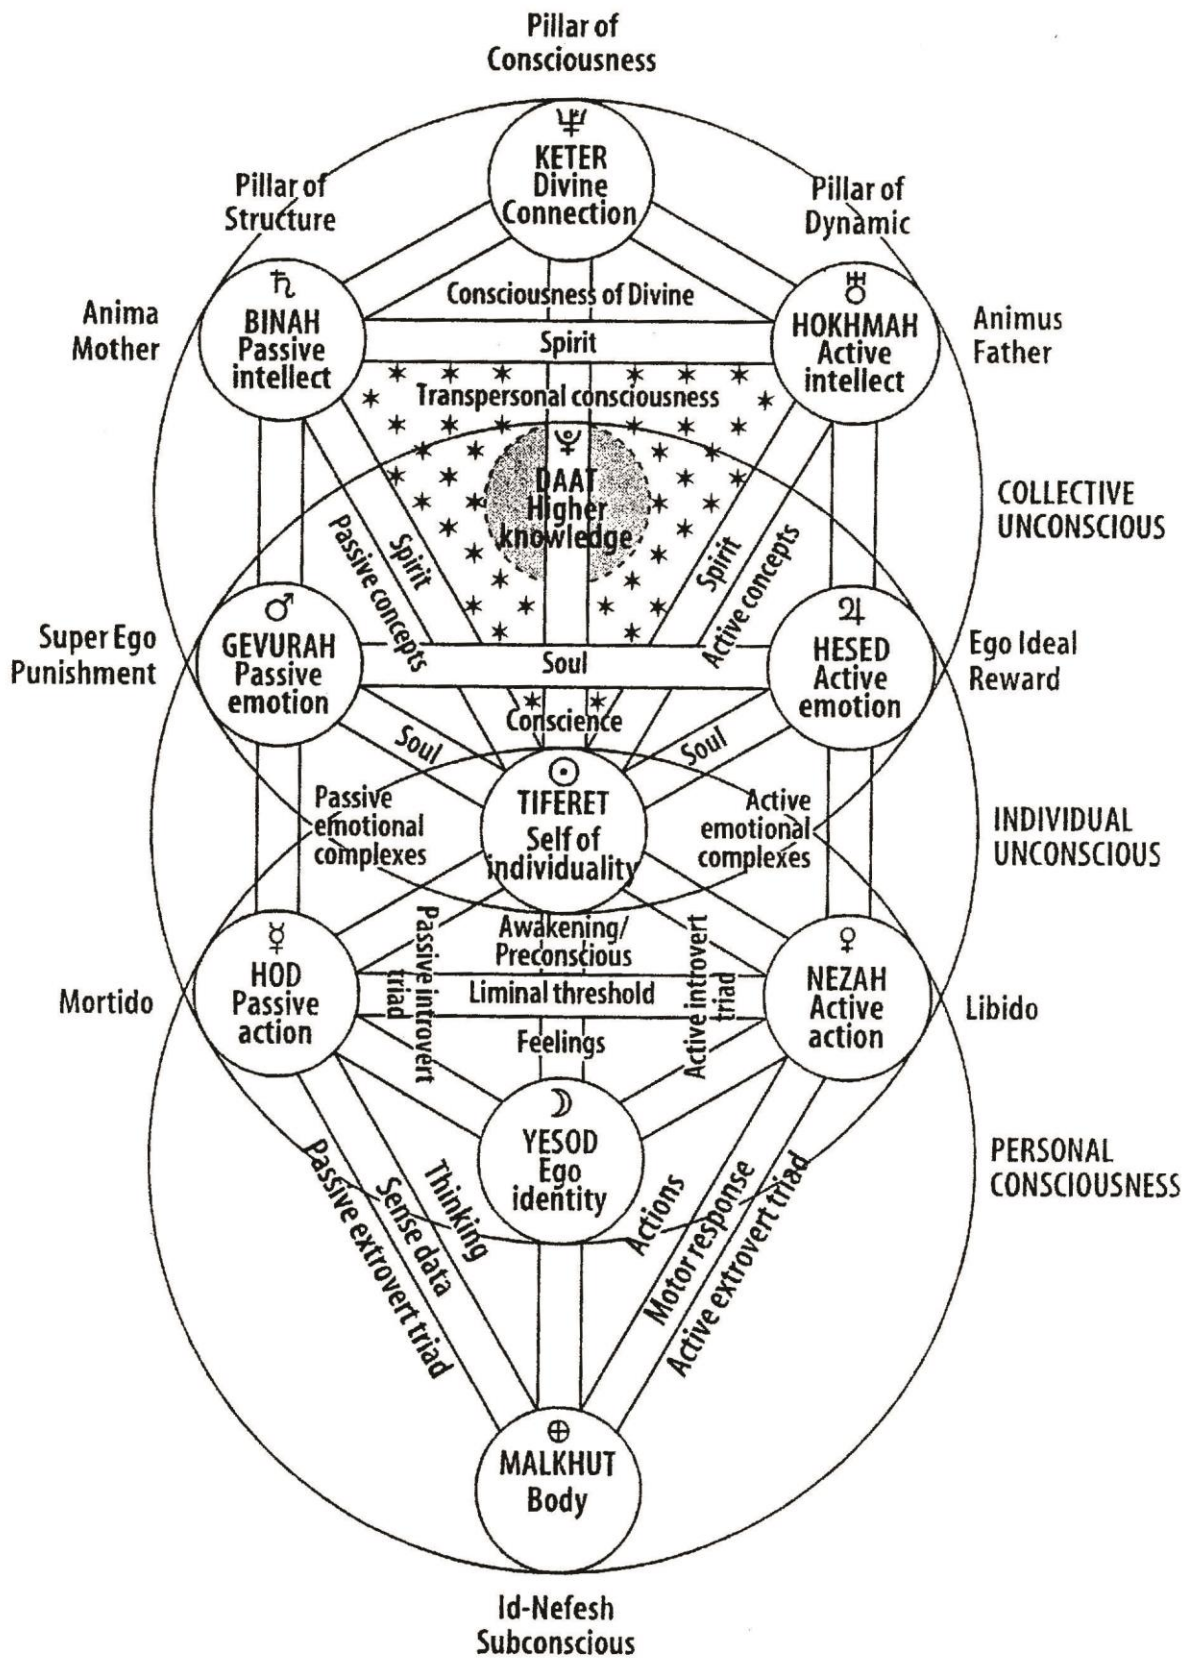 Pillar of
Consciousness
♆
KETER
Divine
Connection
Pillar of
Structure
Pillar of
Dynamic
Anima
Mother
♄
BINAH
Passive
intellect
Consciousness of Divine
Spirit
♅
HOKHMAH
Active
intellect
Animus
Father
Transpersonal consciousness
DAAT
Higher
knowledge
COLLECTIVE
UNCONSCIOUS
Passive concepts
Spirit
Spirit
Active concepts
Super Ego
Punishment
♂
GEVURAH
Passive
emotion
Soul
♃
HESED
Active
emotion
Ego Ideal
Reward
Conscience
Soul
Soul
☉
TIFERET
Self of
individuality
Passive
emotional
complexes
Active
emotional
complexes
INDIVIDUAL
UNCONSCIOUS
Mortido
☿
HOD
Passive
action
Passive introvert
triad
Awakening/
Preconscious
Liminal threshold
Feelings
Active introvert
triad
♀
NEZAH
Active
action
Libido
☽
YESOD
Ego
identity
PERSONAL
CONSCIOUSNESS
Passive extrovert triad
Sense data
Thinking
Actions
Motor response
Active extrovert triad
⊕
MALKHUT
Body
Id-Nefesh
Subconscious